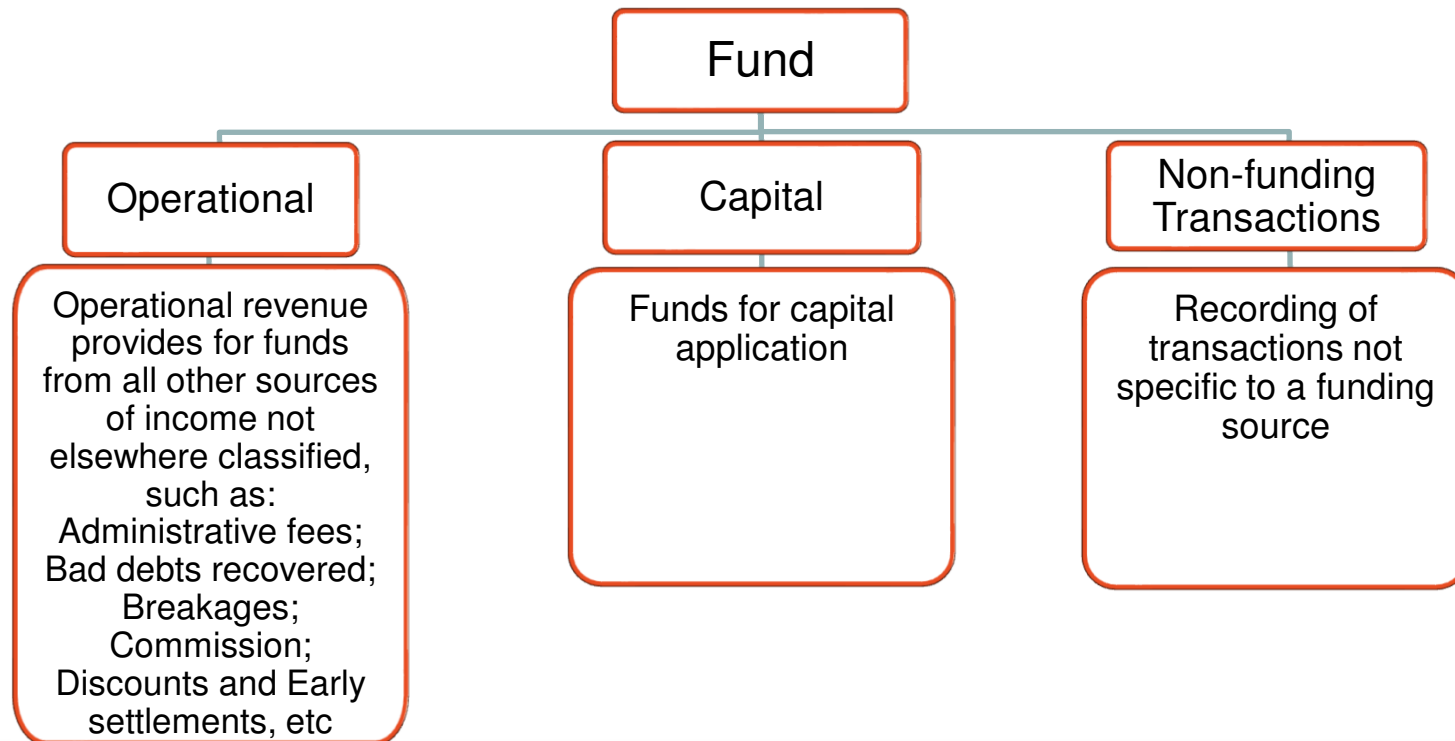 Fund
Operational
Capital
Non-funding
Transactions
Operational revenue
provides for funds
from all other sources
of income not
elsewhere classified,
such as:
Administrative fees;
Bad debts recovered;
Breakages;
Commission;
Discounts and Early
settlements, etc
Funds for capital
application
Recording of
transactions not
specific to a funding
source